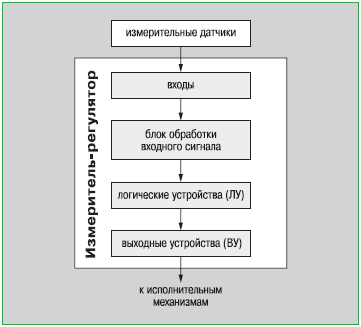 измерительные датчики
Измеритель-регулятор
входы
блок обработки
входного сигнала
логические устройства (ЛУ)
выходные устройства (ВУ)
к исполнительным
механизмам